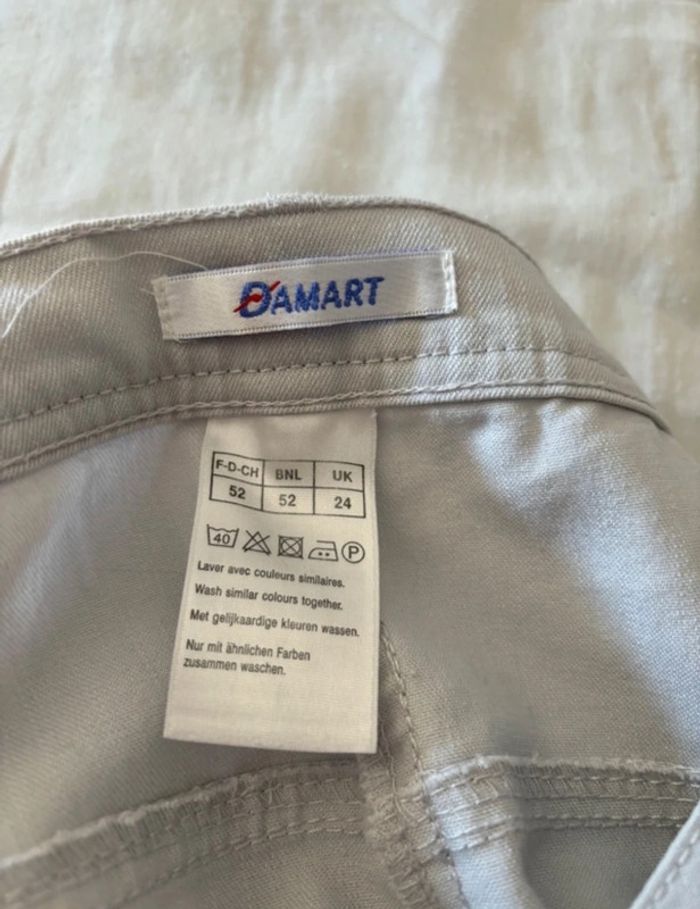 DAMART
F-D-CH BNL UK
52 52 24
40 P
Laver avec couleurs similaires.
Wash similar colours together.
Met gelijkaardige kleuren wassen.
Nur mit ähnlichen Farben
zusammen waschen.